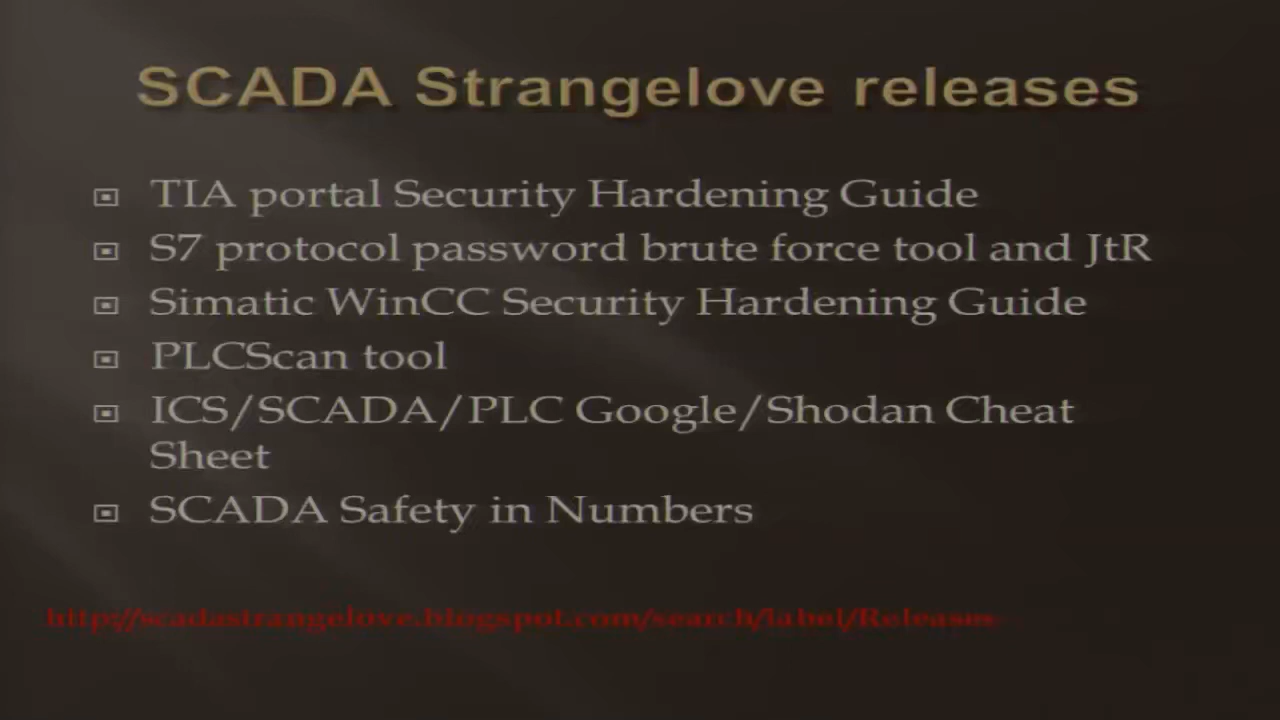 SCADA Strangelove releases
TIA portal Security Hardening Guide
S7 protocol password brute force tool and JtR
Simatic WinCC Security Hardening Guide
PLCScan tool
ICS/SCADA/PLC Google/Shodan Cheat
Sheet
SCADA Safety in Numbers
http://scadastrangelove.blogspot.com/search/label/Releases